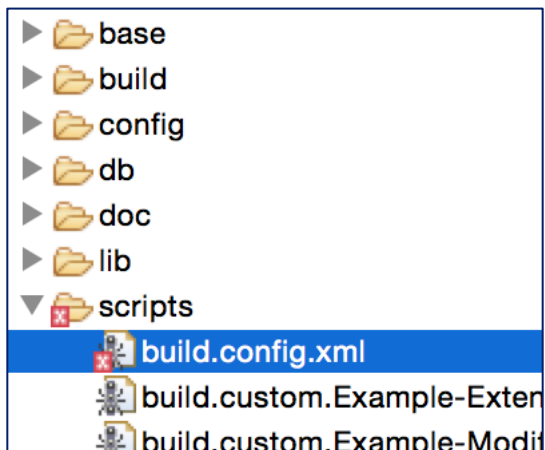 base
build
config
db
doc
lib
scripts
build.config.xml
build.custom.Example-Exten
build.custom.Example-Modif